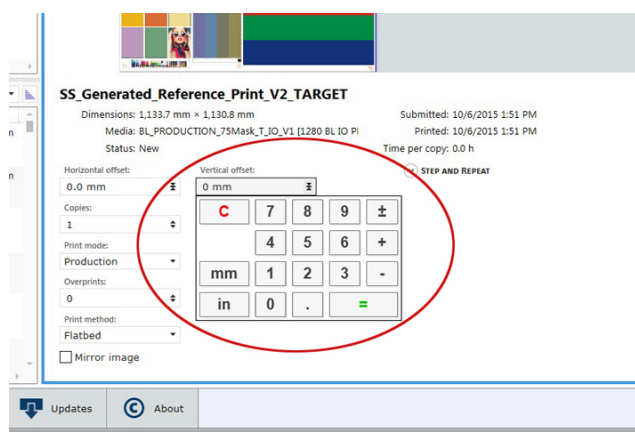 SS_Generated_Reference_Print_V2_TARGET
Dimensions: 1,133.7 mm × 1,130.8 mm
Submitted: 10/6/2015 1:51 PM
Media: BL_PRODUCTION_75Mask_T_IO_V1 [1280 BL IO Pl
Printed: 10/6/2015 1:51 PM
Status: New
Time per copy: 0.0 h
Horizontal offset:
Vertical offset:
STEP AND REPEAT
0.0 mm
0 mm
Copies:
1
Print mode:
Production
Overprints:
0
Print method:
Flatbed
Mirror image
C 7 8 9 ±
4 5 6 +
mm 1 2 3 -
in 0 . =
Updates
© About